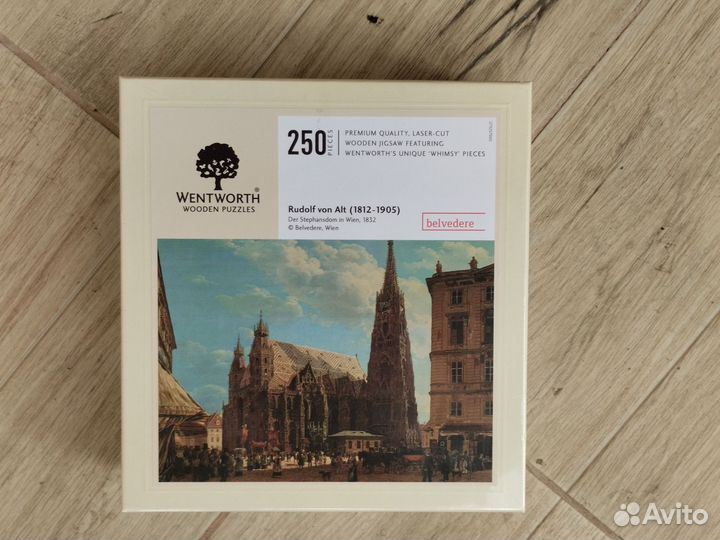 250 PIECES
PREMIUM QUALITY, LASER-CUT
WOODEN JIGSAW FEATURING
WENTWORTH'S UNIQUE 'WHIMSY' PIECES
WENTWORTH®
WOODEN PUZZLES
Rudolf von Alt (1812-1905)
Der Stephansdom in Wien, 1832
© Belvedere, Wien
belvedere
Avito